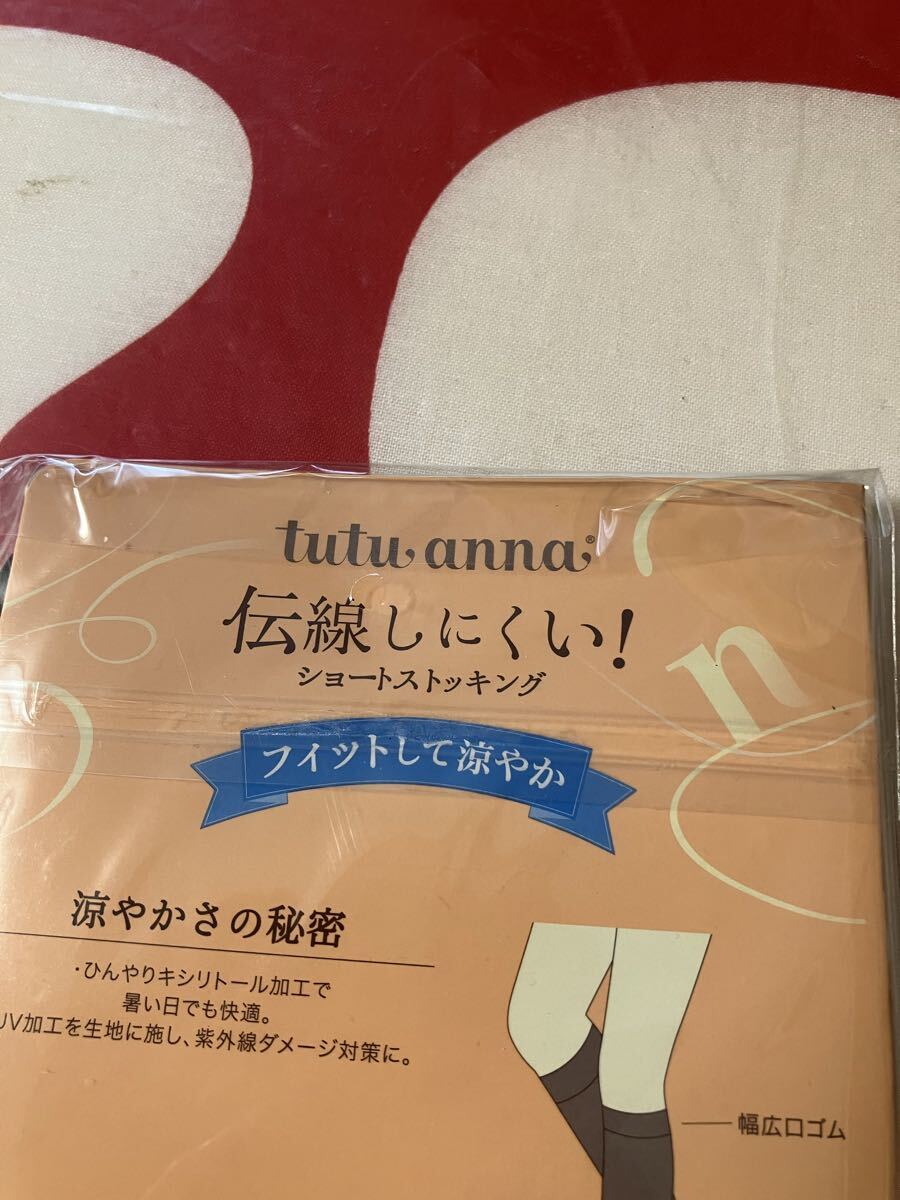 tutu anna®
伝線しにくい!
ショートストッキング
フィットして涼やか
n
涼やかさの秘密
・ひんやりキシリトール加工で
暑い日でも快適。
UV加工を生地に施し、紫外線ダメージ対策に。
幅広口ゴム